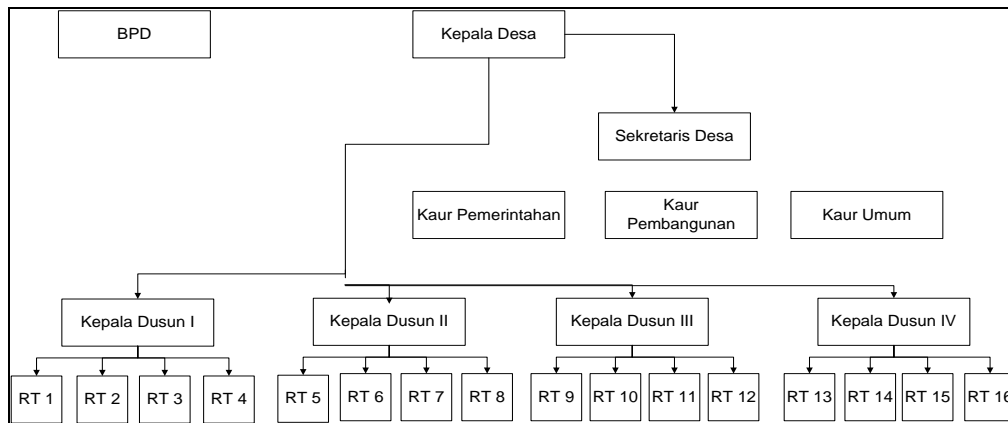 BPD
Kepala Desa
Sekretaris Desa
Kaur Pemerintahan
Kaur
Pembangunan
Kaur Umum
Kepala Dusun I
Kepala Dusun II
Kepala Dusun III
Kepala Dusun IV
RT 1
RT 2
RT 3
RT 4
RT 5
RT 6
RT 7
RT 8
RT 9
RT 10
RT 11
RT 12
RT 13
RT 14
RT 15
RT 16